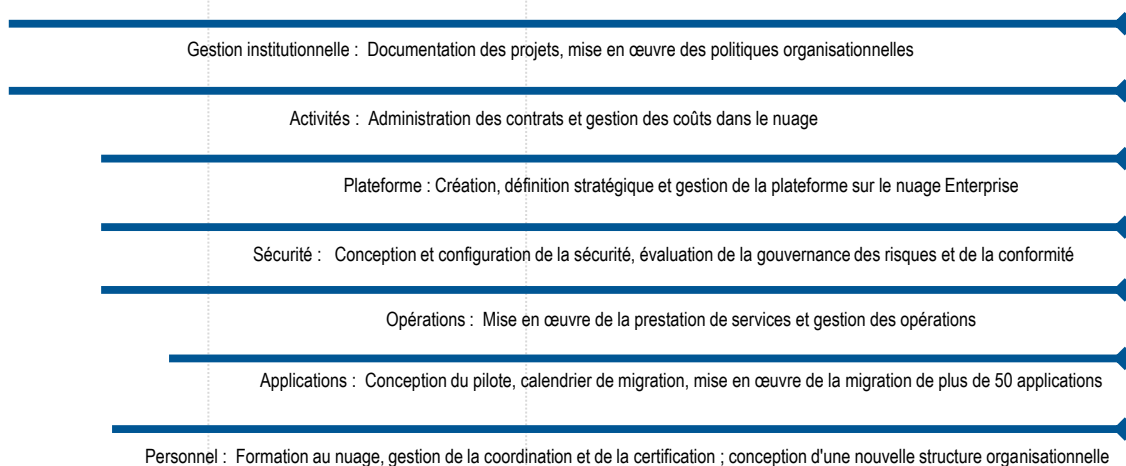 Gestion institutionnelle : Documentation des projets, mise en œuvre des politiques organisationnelles
Activités : Administration des contrats et gestion des coûts dans le nuage
Plateforme : Création, définition stratégique et gestion de la plateforme sur le nuage Enterprise
Sécurité : Conception et configuration de la sécurité, évaluation de la gouvernance des risques et de la conformité
Opérations : Mise en œuvre de la prestation de services et gestion des opérations
Applications : Conception du pilote, calendrier de migration, mise en œuvre de la migration de plus de 50 applications
Personnel : Formation au nuage, gestion de la coordination et de la certification ; conception d'une nouvelle structure organisationnelle